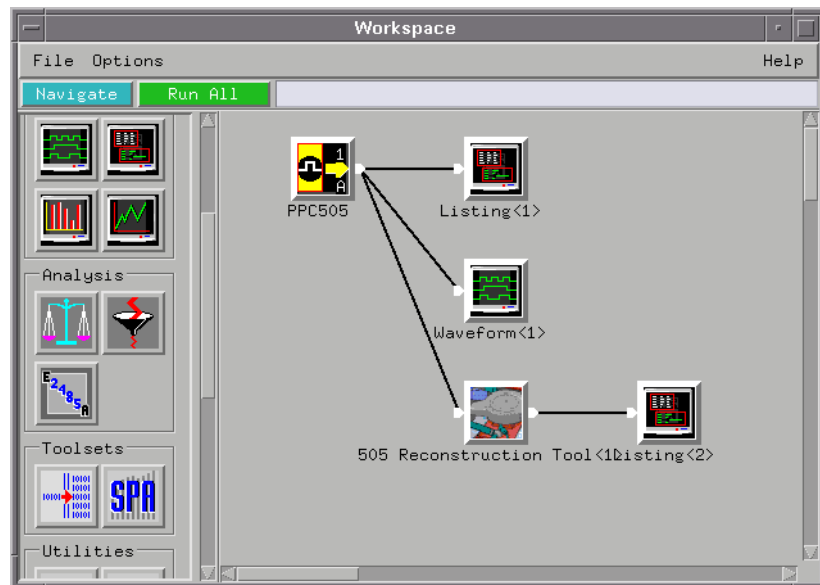 Workspace
File Options Help
Navigate Run All
1
A
PPC505
Listing<1>
Analysis
Waveform<1>
E2485A
Toolsets
505 Reconstruction Tool<1
Listing<2>
SPA
Utilities